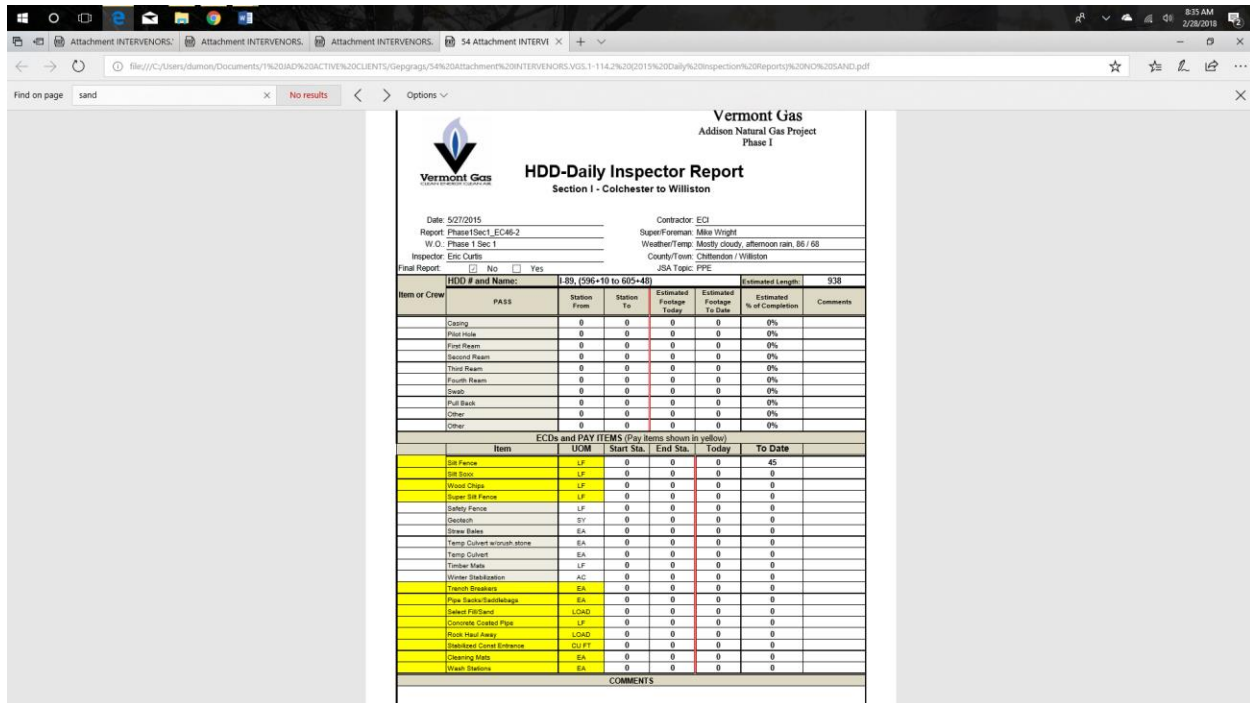 8:35 AM
2/28/2018
Attachment INTERVENORS.'
Attachment INTERVENORS.
Attachment INTERVENORS.
54 Attachment INTERVE
file:///C:/Users/dumon/Documents/1%20JAD%20ACTIVE%20CLIENTS/Gepgrags/54%20Attachment%20INTERVENORS.VGS.1-114.2%20(2015%20Daily%20Inspection%20Reports)%20NO%20SAND.pdf
Find on page sand No results Options
Vermont Gas
Addison Natural Gas Project
Phase I
Vermont Gas
HDD-Daily Inspector Report
Section I - Colchester to Williston
Date: 5/27/2015 Contractor: ECI
Report: Phase1Sec1_EC46-2 Super/Foreman: Mike Wright
W.O.: Phase 1 Sec 1 Weather/Temp: Mostly cloudy, afternoon rain, 86 / 68
Inspector: Eric Curtis County/Town: Chittendon / Williston
Final Report: No Yes JSA Topic: PPE
HDD # and Name: I-89, (596+10 to 605+48) Estimated Length: 938
Item or Crew PASS Station From Station To Estimated Footage Today Estimated Footage To Date Estimated % of Completion Comments
Casing 0 0 0 0 0%
Pilot Hole 0 0 0 0 0%
First Ream 0 0 0 0 0%
Second Ream 0 0 0 0 0%
Third Ream 0 0 0 0 0%
Fourth Ream 0 0 0 0 0%
Swab 0 0 0 0 0%
Pull Back 0 0 0 0 0%
Other 0 0 0 0 0%
Other 0 0 0 0 0%
ECDs and PAY ITEMS (Pay items shown in yellow)
Item UOM Start Sta. End Sta. Today To Date
Silt Fence LF 0 0 0 45
Silt Soxx LF 0 0 0 0
Wood Chips LF 0 0 0 0
Super Silt Fence LF 0 0 0 0
Safety Fence LF 0 0 0 0
Geotech SY 0 0 0 0
Straw Bales EA 0 0 0 0
Temp Culvert w/crush.stone EA 0 0 0 0
Temp Culvert EA 0 0 0 0
Timber Mats LF 0 0 0 0
Winter Stabilization AC 0 0 0 0
Trench Breakers EA 0 0 0 0
Pipe Sacks/Saddlebags EA 0 0 0 0
Select Fill/Sand LOAD 0 0 0 0
Concrete Coated Pipe LF 0 0 0 0
Rock Haul Away LOAD 0 0 0 0
Stabilized Const Entrance CU FT 0 0 0 0
Cleaning Mats EA 0 0 0 0
Wash Stations EA 0 0 0 0
COMMENTS